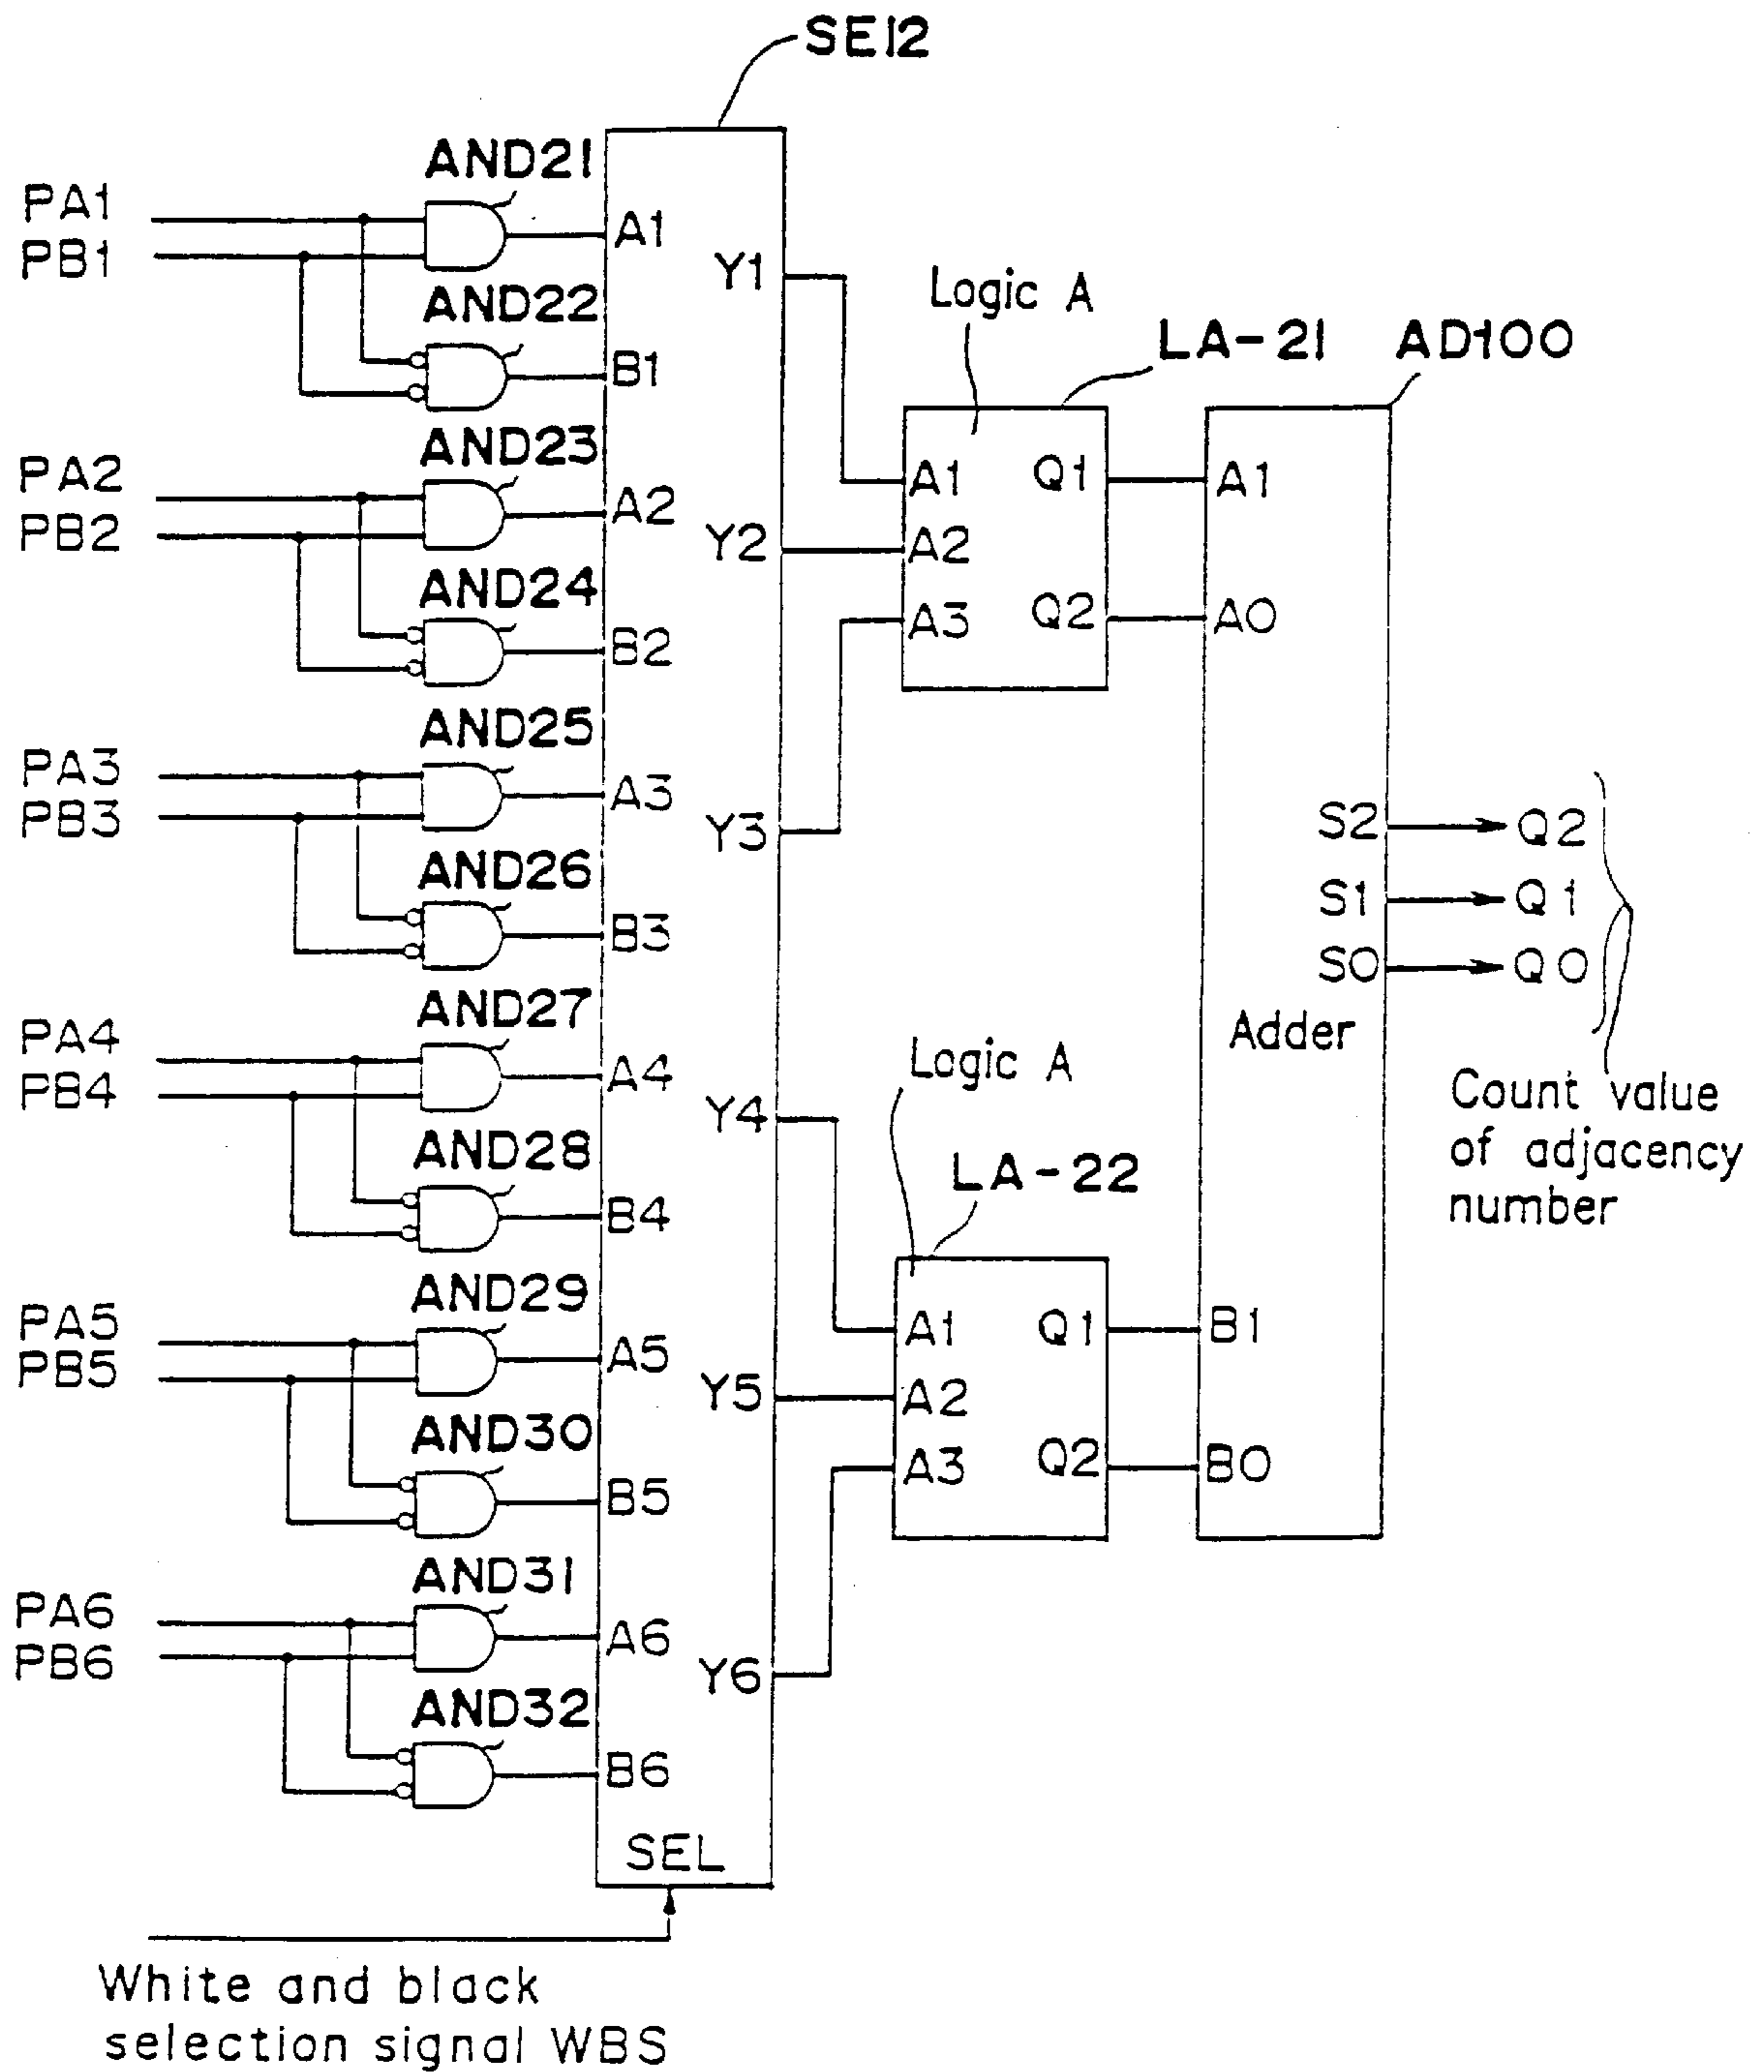 SE12
AND21
PA1
PB1
A1
Y1
AND22
B1
Logic A
LA-21
AD100
AND23
PA2
PB2
A2
Y2
AND24
B2
A1
Q1
A1
A2
A3
Q2
A0
AND25
PA3
PB3
A3
Y3
AND26
B3
S2
Q2
S1
Q1
S0
Q0
Adder
Count value
of adjacency
number
AND27
PA4
PB4
A4
Y4
Logic A
LA-22
AND28
B4
AND29
PA5
PB5
A5
Y5
A1
Q1
B1
A2
A3
Q2
B0
AND30
B5
AND31
PA6
PB6
A6
Y6
AND32
B6
SEL
White and black
selection signal WBS